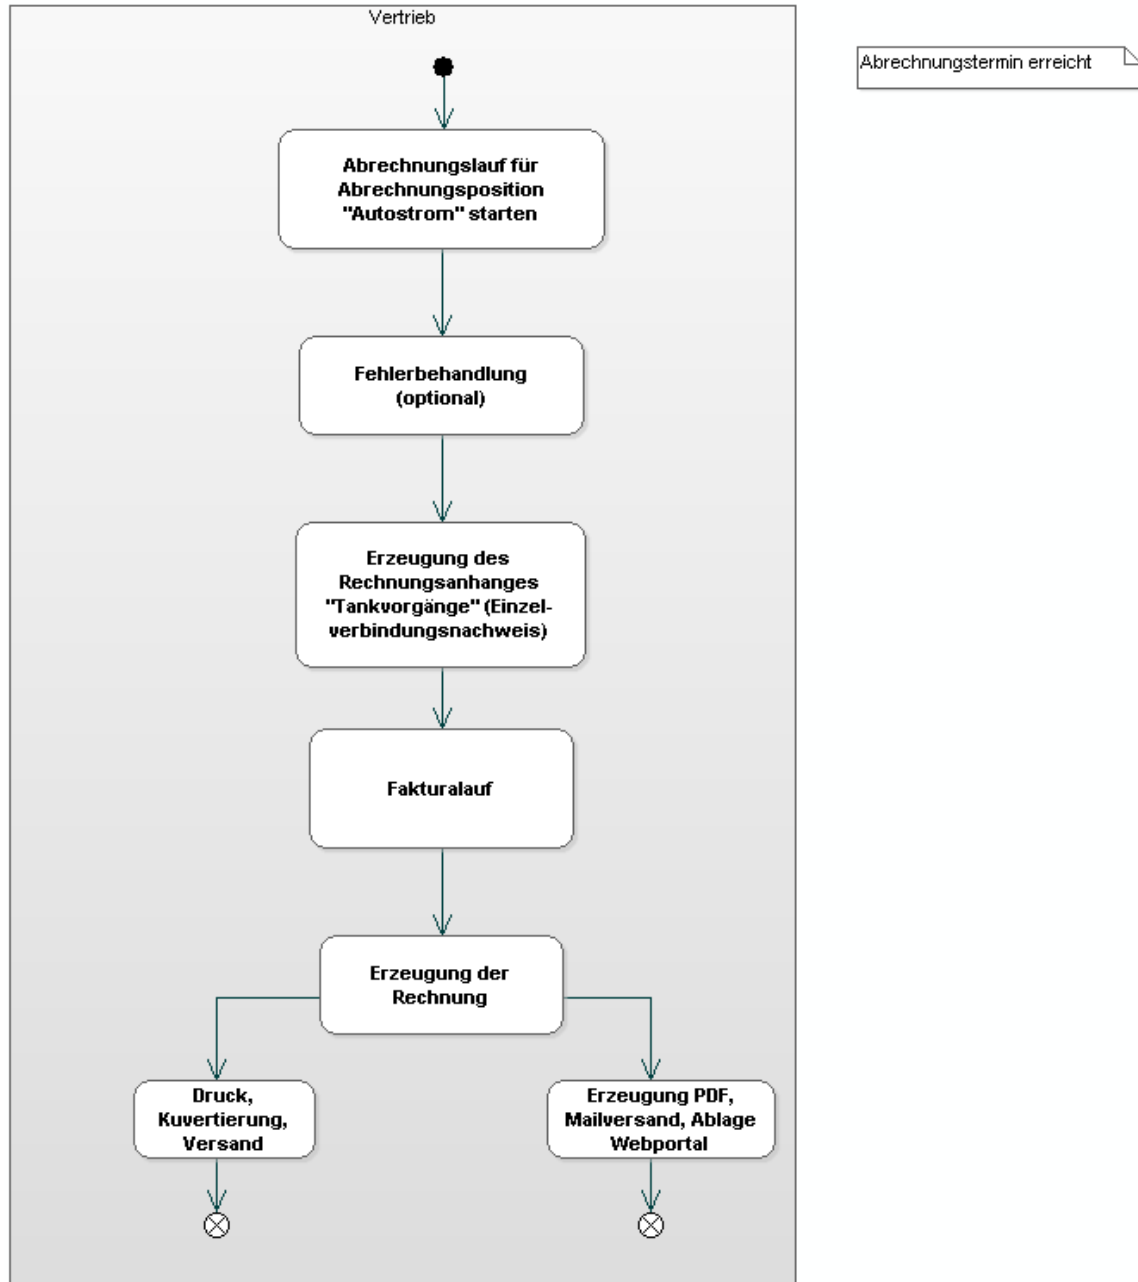 Vertrieb
Abrechnungstermin erreicht
Abrechnungslauf für
Abrechnungsposition
"Autostrom" starten
Fehlerbehandlung
(optional)
Erzeugung des
Rechnungsanhanges
"Tankvorgänge" (Einzel-
verbindungsnachweis)
Fakturalauf
Erzeugung der
Rechnung
Druck,
Kuvertierung,
Versand
Erzeugung PDF,
Mailversand, Ablage
Webportal